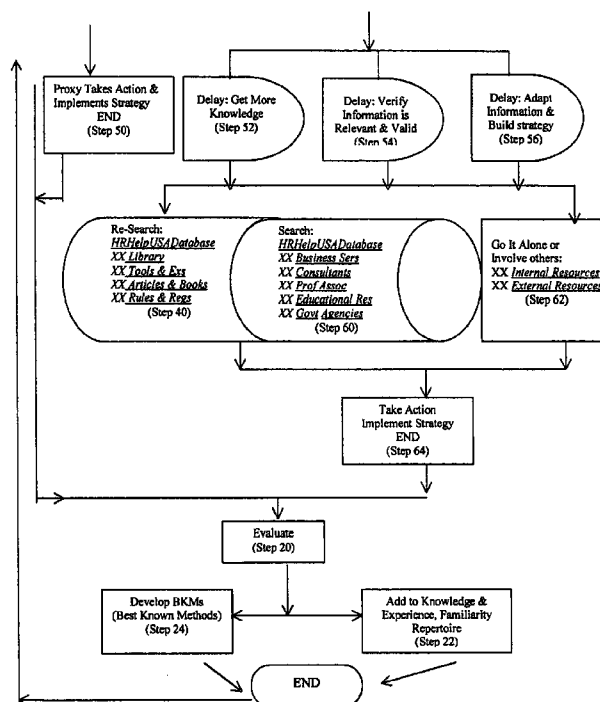 Proxy Takes Action &
Implements Strategy
END
(Step 50)
Delay: Get More
Knowledge
(Step 52)
Delay: Verify
Information is
Relevant & Valid
(Step 54)
Delay: Adapt
Information &
Build strategy
(Step 56)
Re-Search:
HRHelpUSADatabase
XX Library
XX Tools & Exs
XX Articles & Books
XX Rules & Regs
(Step 40)
Search:
HRHelpUSADatabase
XX Business Sers
XX Consultants
XX Prof Assoc
XX Educational Res
XX Govt Agencies
(Step 60)
Go It Alone or
Involve others:
XX Internal Resources
XX External Resources
(Step 62)
Take Action
Implement Strategy
END
(Step 64)
Evaluate
(Step 20)
Develop BKMs
(Best Known Methods)
(Step 24)
Add to Knowledge &
Experience, Familiarity
Repertoire
(Step 22)
END